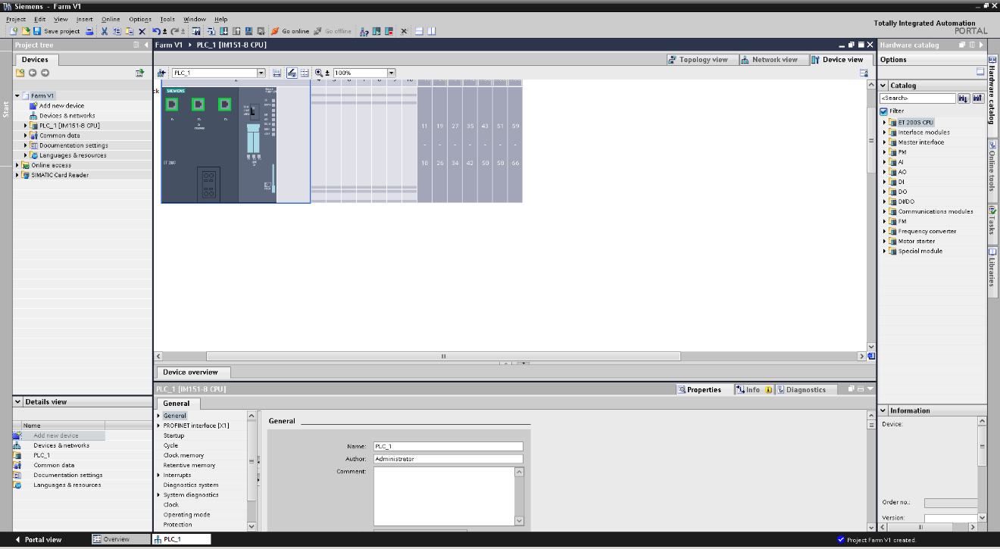 Siemens - Farm V1
Project Edit View Insert Online Options Tools Window Help
Totally Integrated Automation
PORTAL
Save project
Go online
Go offline
Project tree
Farm V1 PLC_1 [IM151-8 CPU]
Hardware catalog
Devices
Topology view
Network view
Device view
Options
PLC_1
100%
Catalog
<Search>
Filter
Start
Farm V1
Add new device
Devices & networks
PLC_1 [IM151-8 CPU]
Common data
Documentation settings
Languages & resources
Online access
SIMATIC Card Reader
ck
SIEMENS
ET 200S
11 19 27 35 43 51 59
- - - - - - -
18 26 34 42 50 58 66
ET 200S CPU
Interface modules
Master interface
PM
AI
AO
DI
DO
DI/DO
Communications modules
FM
Frequency converter
Motor starter
Special module
Hardware catalog
Online tools
Tasks
Libraries
Device overview
PLC_1 [IM151-8 CPU]
Properties
Info
Diagnostics
Details view
Name
Add new device
Devices & networks
PLC_1
Common data
Documentation settings
Languages & resources
General
General
PROFINET interface [X1]
Startup
Cycle
Clock memory
Retentive memory
Interrupts
Diagnostics system
System diagnostics
Clock
Operating mode
Protection
General
Name: PLC_1
Author: Administrator
Comment:
Information
Device:
Order no.:
Version:
Portal view
Overview
PLC_1
Project Farm V1 created.